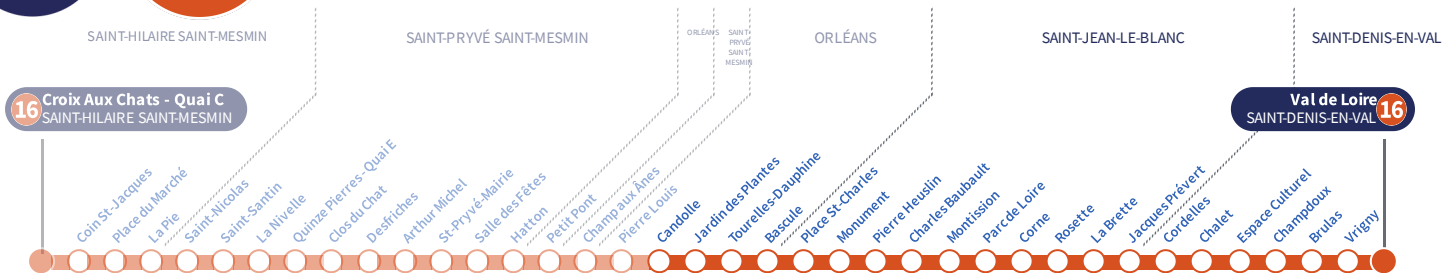 SAINT-HILAIRE SAINT-MESMIN
SAINT-PRYVÉ SAINT-MESMIN
ORLÉANS
SAINT-
PRYVÉ
SAINT-
MESMIN
ORLÉANS
SAINT-JEAN-LE-BLANC
SAINT-DENIS-EN-VAL
16
Croix Aux Chats - Quai C
SAINT-HILAIRE SAINT-MESMIN
Val de Loire
SAINT-DENIS-EN-VAL
16
Coin St-Jacques
Place du Marché
La Pie
Saint-Nicolas
Saint-Santin
La Nivelle
Quinze Pierres - Quai E
Clos du Chat
Desfriches
Arthur Michel
St-Pryvé-Mairie
Salle des Fêtes
Hatton
Petit Pont
Champ aux Ânes
Pierre Louis
Candolle
Jardin des Plantes
Tourelles-Dauphine
Bascule
Place St-Charles
Monument
Pierre Heuslin
Charles Baubault
Montission
Parc de Loire
Corne
Rosette
La Brette
Jacques Prévert
Cordelles
Chalet
Espace Culturel
Champdoux
Brulas
Vrigny